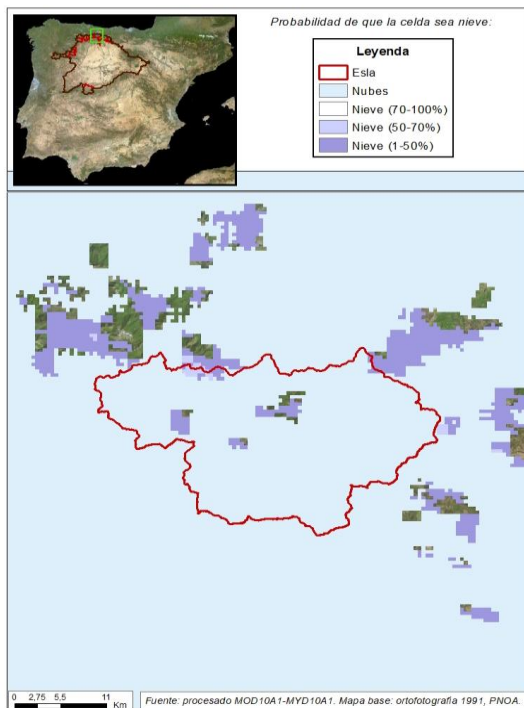 Probabilidad de que la celda sea nieve:
Leyenda
Esla
Nubes
Nieve (70-100%)
Nieve (50-70%)
Nieve (1-50%)
0 2,75 5,5 11
Km
Fuente: procesado MOD10A1-MYD10A1. Mapa base: ortofotografía 1991, PNOA.